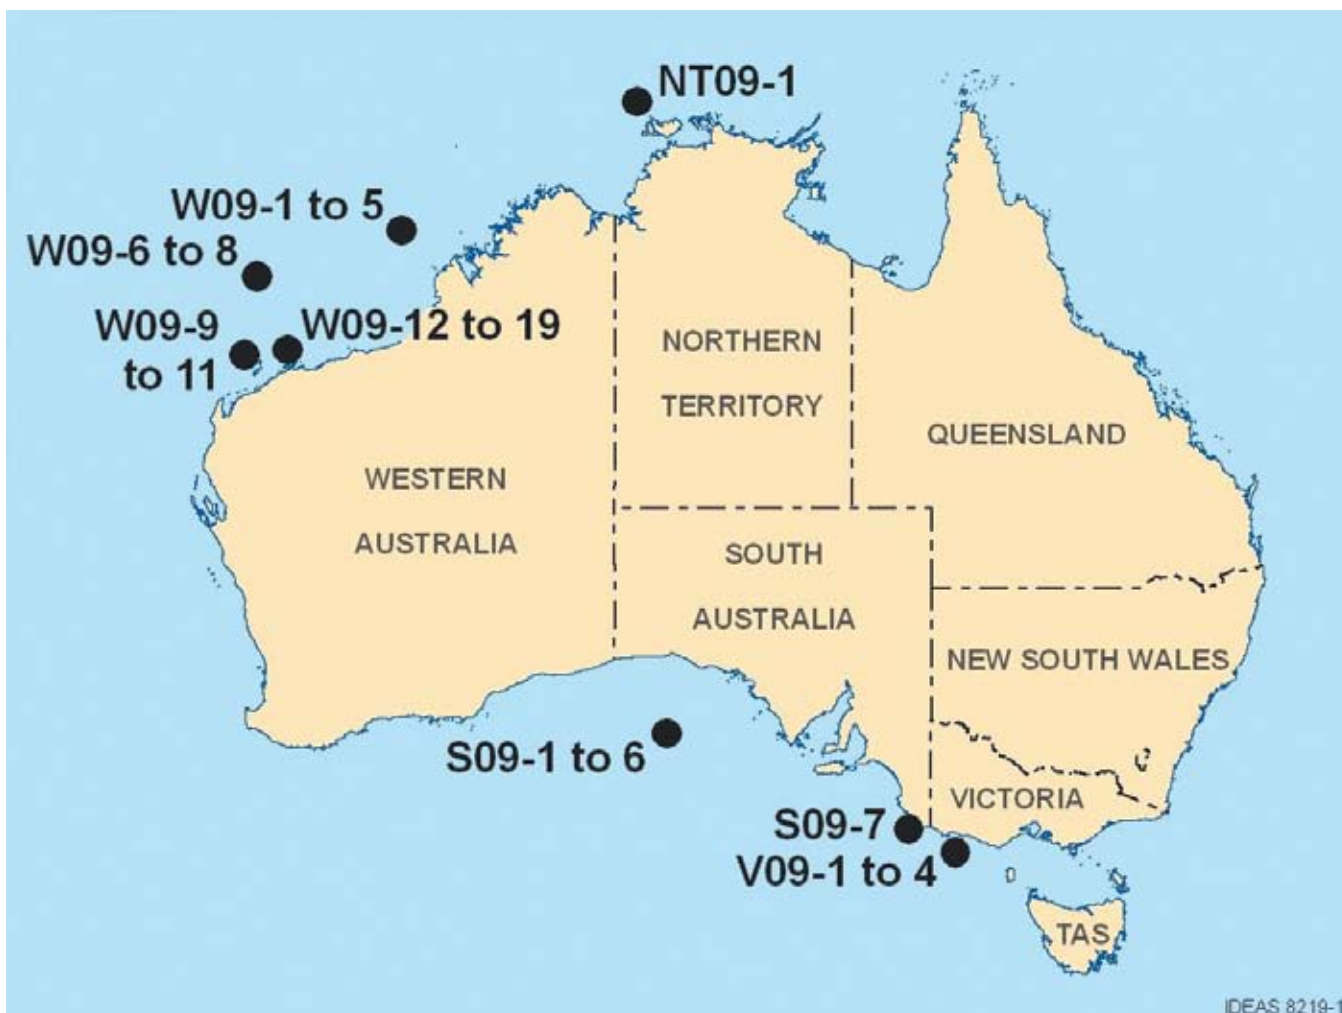 NT09-1
W09-1 to 5
W09-6 to 8
W09-9
to 11
W09-12 to 19
NORTHERN
TERRITORY
QUEENSLAND
WESTERN
AUSTRALIA
SOUTH
AUSTRALIA
NEW SOUTH WALES
S09-1 to 6
VICTORIA
S09-7
V09-1 to 4
TAS
IDEAS 8219-1